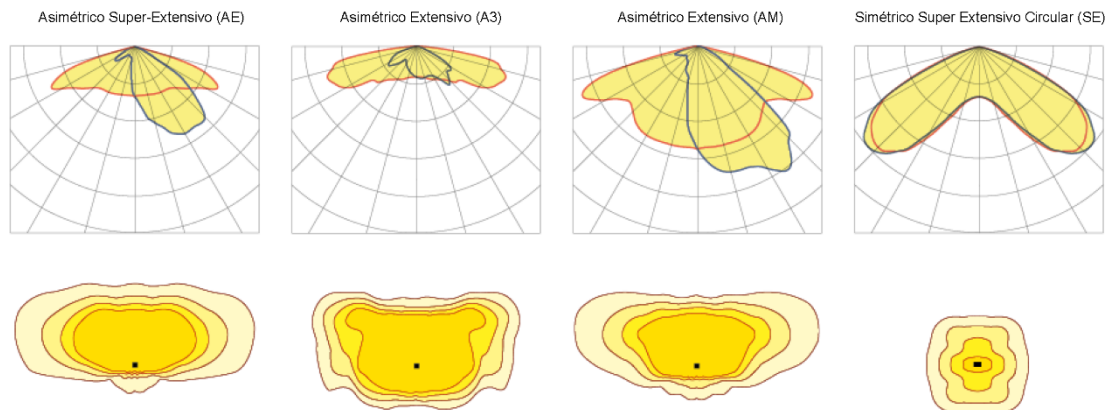 Asimétrico Super-Extensivo (AE)
Asimétrico Extensivo (A3)
Asimétrico Extensivo (AM)
Simétrico Super Extensivo Circular (SE)